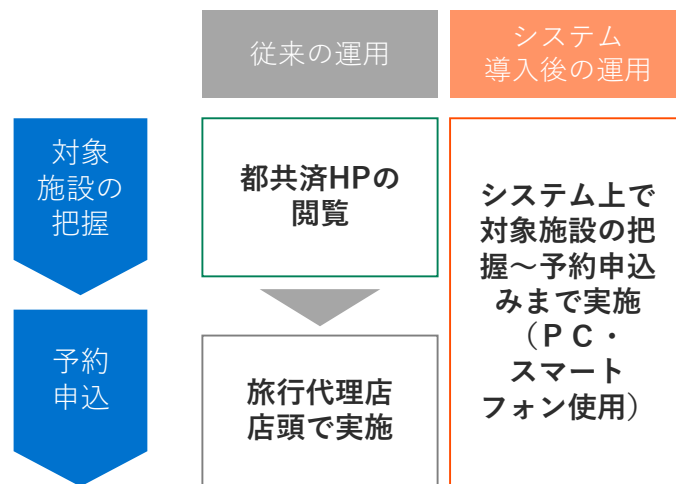 従来の運用
システム
導入後の運用
対象
施設の
把握
都共済HPの
閲覧
システム上で
対象施設の把
握～予約申込
みまで実施
（ＰＣ・
スマート
フォン使用）
予約
申込
旅行代理店
店頭で実施